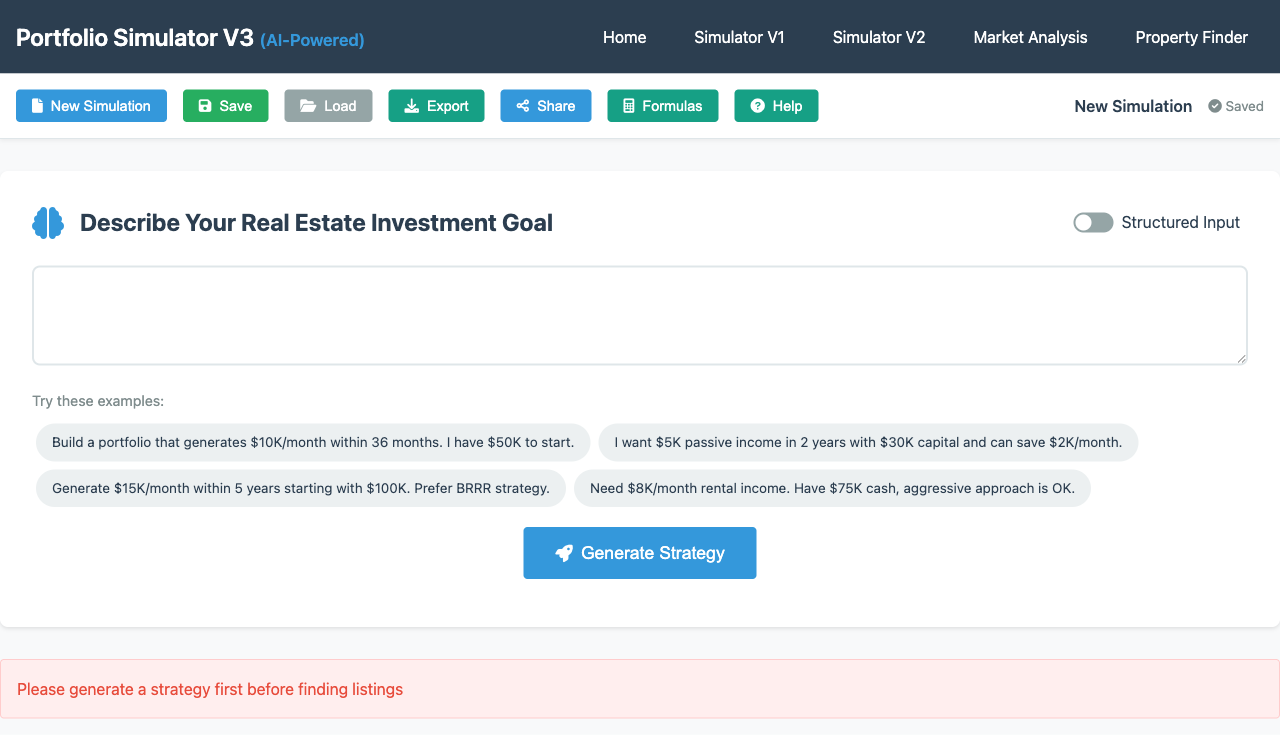 Portfolio Simulator V3 (AI-Powered) Home Simulator V1 Simulator V2 Market Analysis Property Finder
New Simulation Save Load Export Share Formulas Help New Simulation Saved
Describe Your Real Estate Investment Goal Structured Input
Try these examples:
Build a portfolio that generates $10K/month within 36 months. I have $50K to start. I want $5K passive income in 2 years with $30K capital and can save $2K/month.
Generate $15K/month within 5 years starting with $100K. Prefer BRRR strategy. Need $8K/month rental income. Have $75K cash, aggressive approach is OK.
Generate Strategy
Please generate a strategy first before finding listings